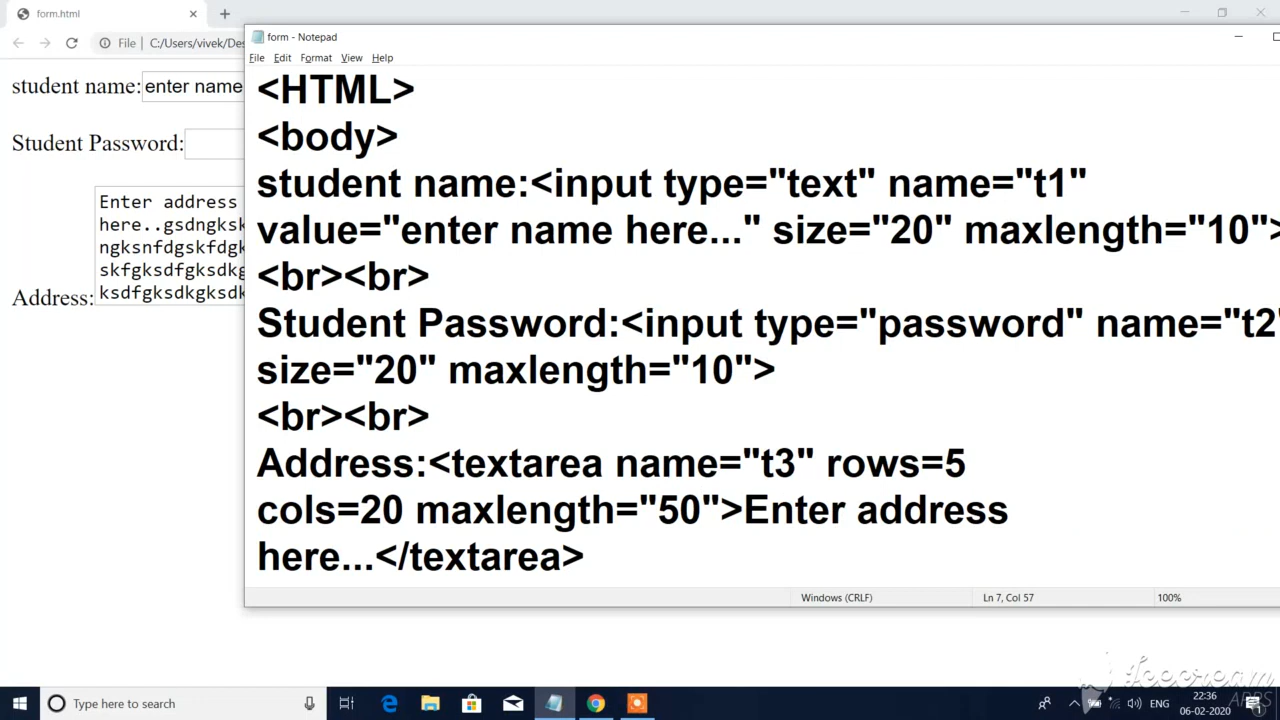 form.html
File C:/Users/vivek/Des
student name: enter name
Student Password:
Enter address
here..gsdngksk
ngksnfdgskfdgk
skfgksdfgksdkg
ksdfgksdkgksdk
Address:
form - Notepad
File Edit Format View Help
<HTML>
<body>
student name:<input type="text" name="t1"
value="enter name here..." size="20" maxlength="10">
<br><br>
Student Password:<input type="password" name="t2"
size="20" maxlength="10">
<br><br>
Address:<textarea name="t3" rows=5
cols=20 maxlength="50">Enter address
here...</textarea>
Windows (CRLF) Ln 7, Col 57 100%
Icecream
APPS
Type here to search
ENG
22:36
06-02-2020
1